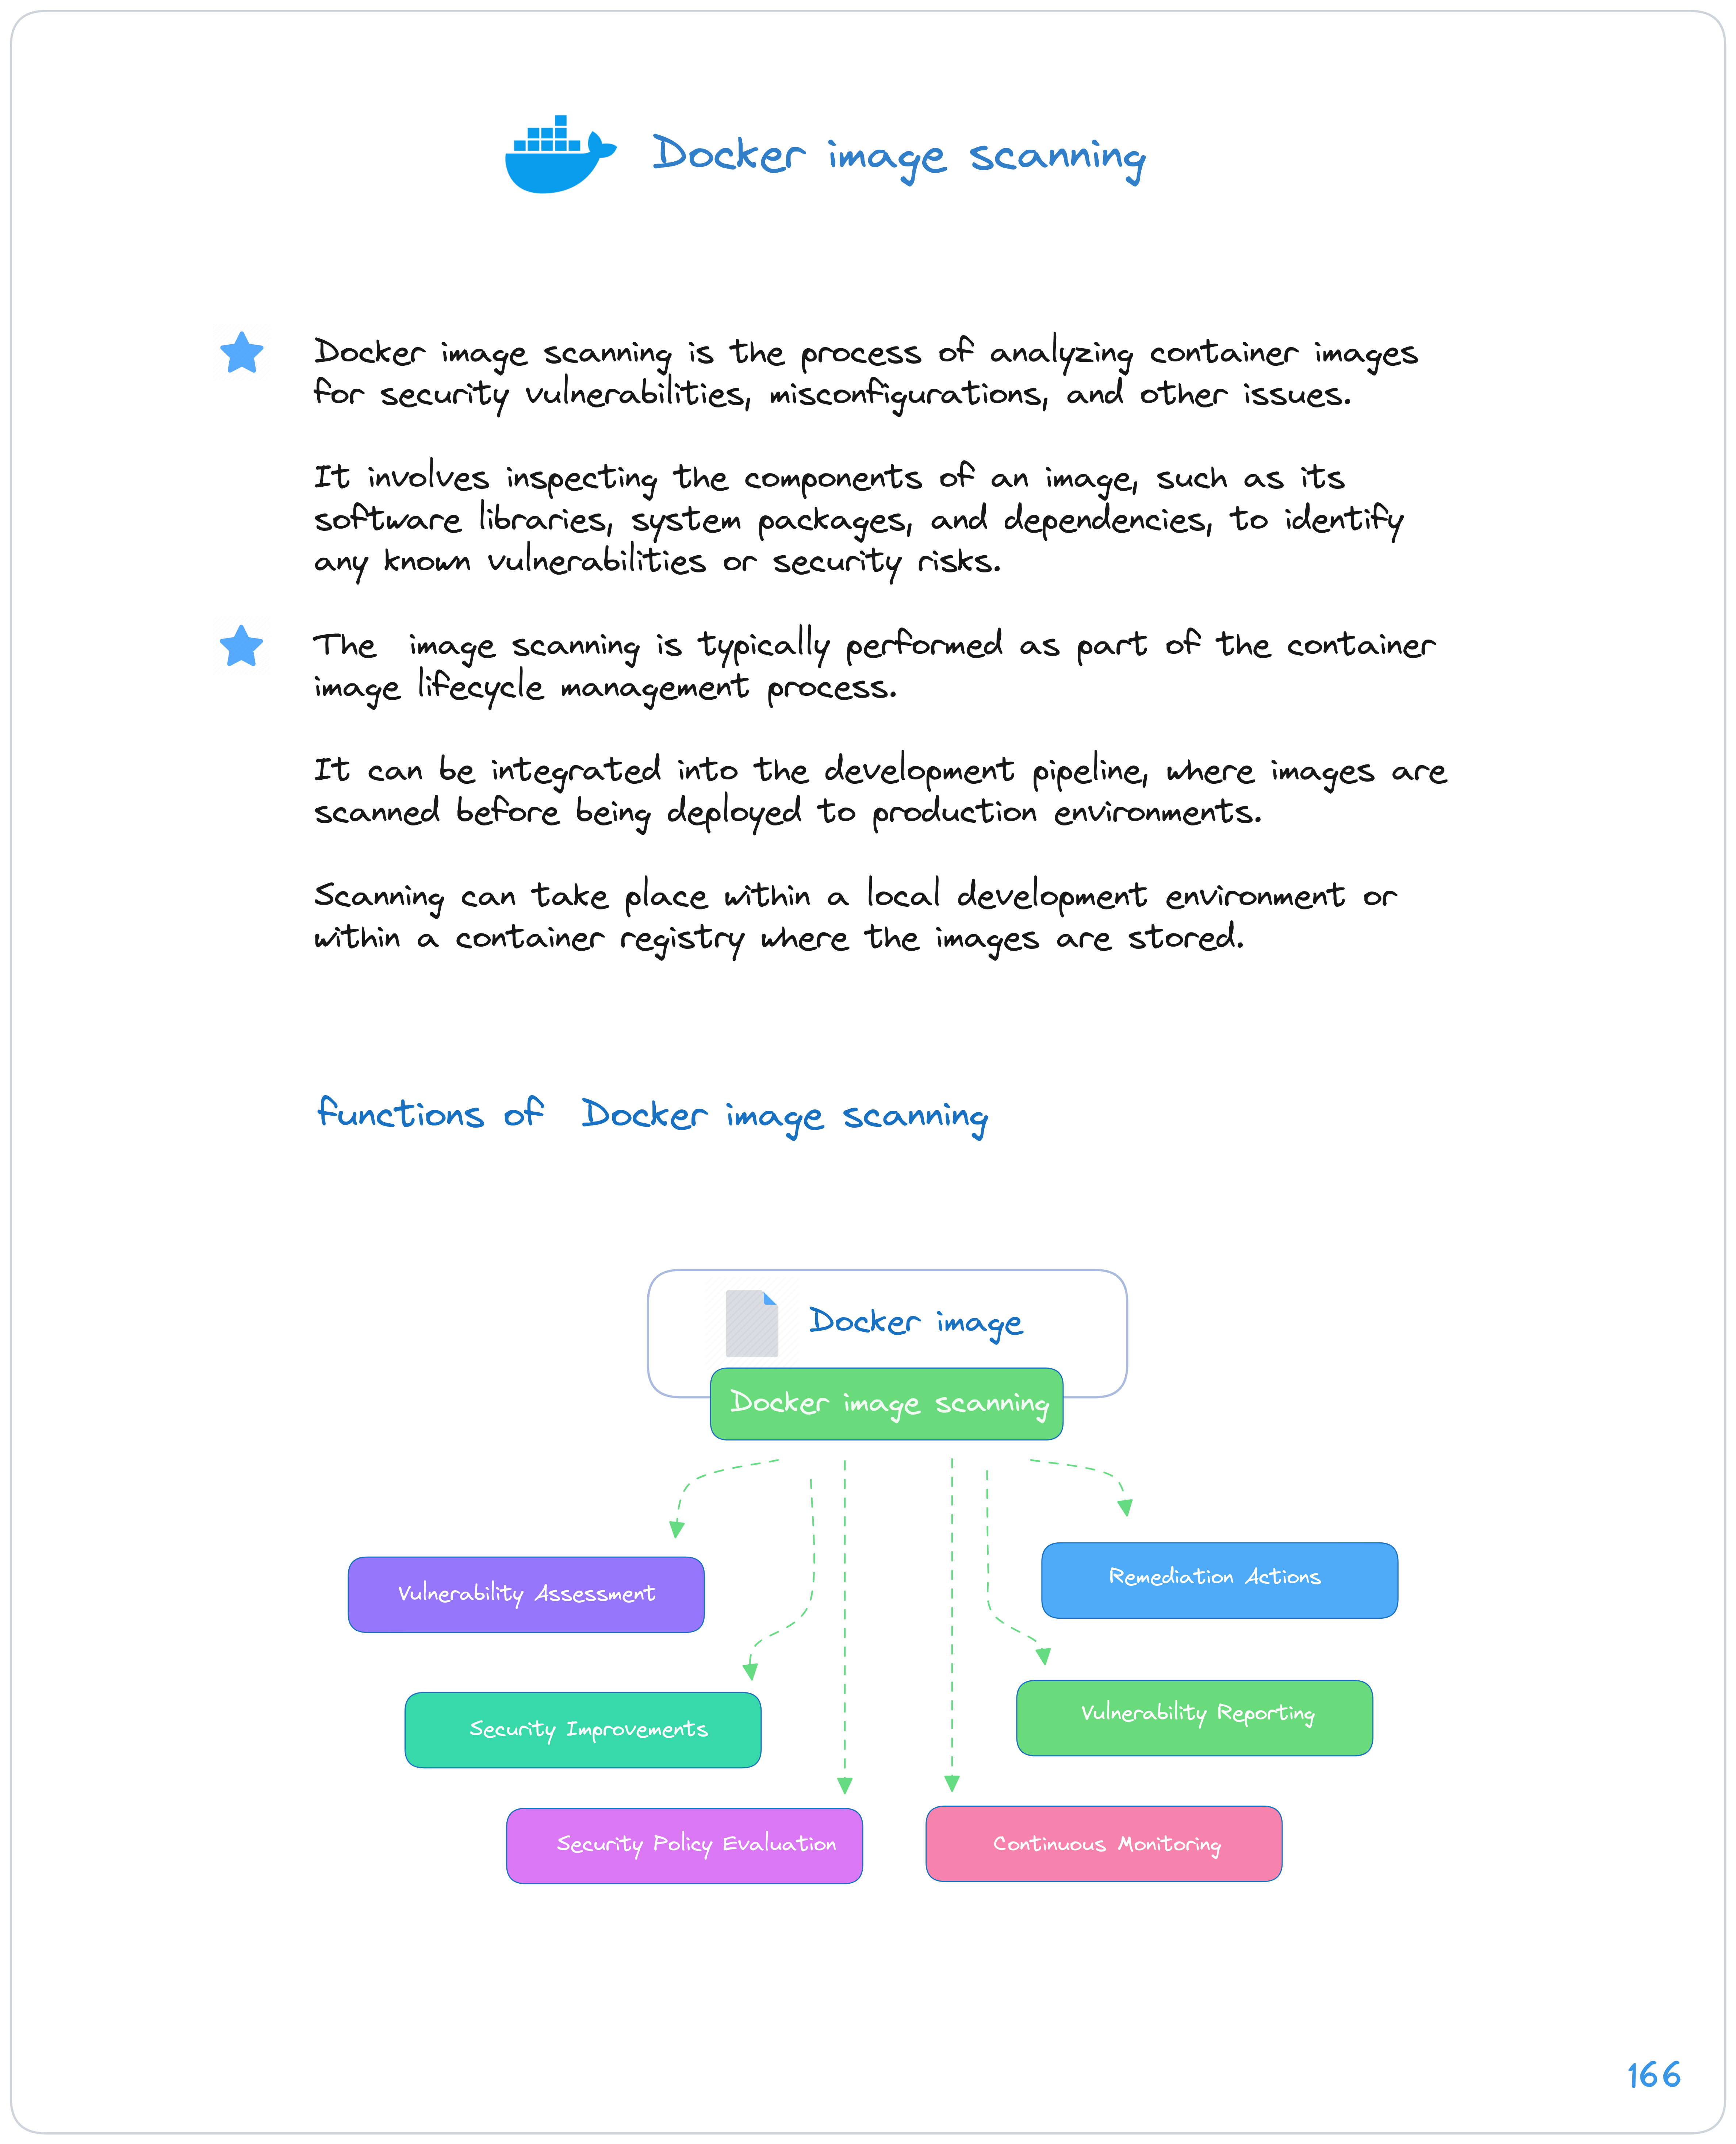 Docker image scanning
Docker image scanning is the process of analyzing container images
for security vulnerabilities, misconfigurations, and other issues.
It involves inspecting the components of an image, such as its
software libraries, system packages, and dependencies, to identify
any known vulnerabilities or security risks.
The image scanning is typically performed as part of the container
image lifecycle management process.
It can be integrated into the development pipeline, where images are
scanned before being deployed to production environments.
Scanning can take place within a local development environment or
within a container registry where the images are stored.
functions of Docker image scanning
Docker image
Docker image scanning
Vulnerability Assessment
Remediation Actions
Security Improvements
Vulnerability Reporting
Security Policy Evaluation
Continuous Monitoring
166